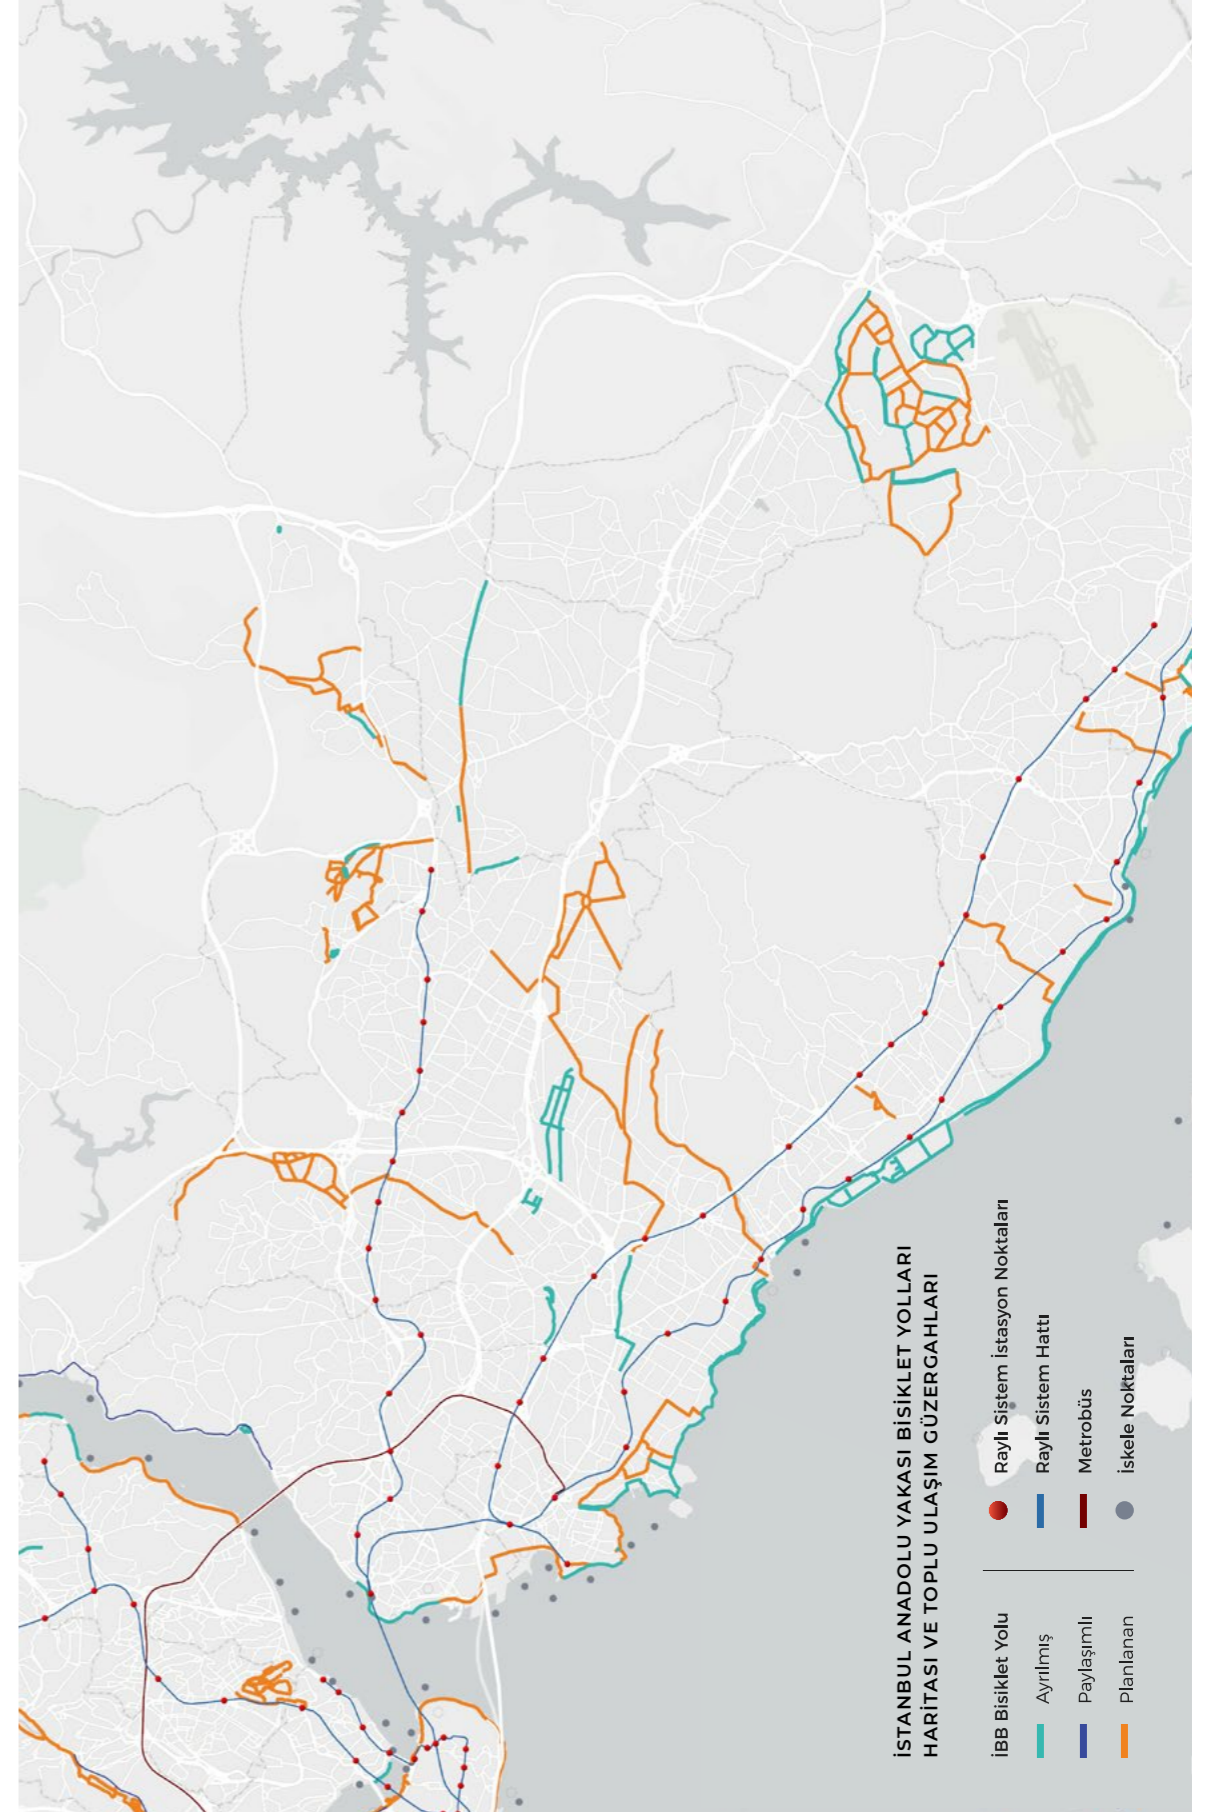 İSTANBUL ANADOLU YAKASI BİSİKLET YOLLARI
HARİTASI VE TOPLU ULAŞIM GÜZERGAHLARI
İBB Bisiklet Yolu
Ayrılmış
Paylaşımlı
Planlanan
Raylı Sistem İstasyon Noktaları
Raylı Sistem Hattı
Metrobüs
İskele Noktaları